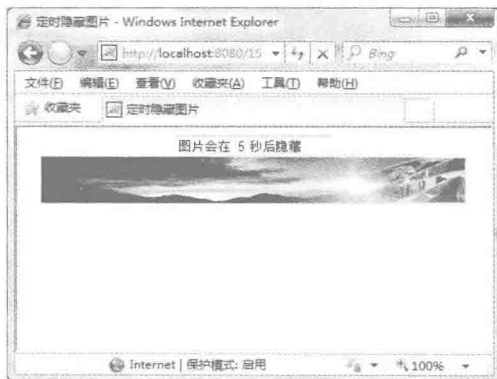 定时隐藏图片 - Windows Internet Explorer
http://localhost:8080/15
Bing
文件(F) 编辑(E) 查看(V) 收藏夹(A) 工具(T) 帮助(H)
收藏夹 定时隐藏图片
图片会在 5 秒后隐藏
Internet | 保护模式: 启用
100%